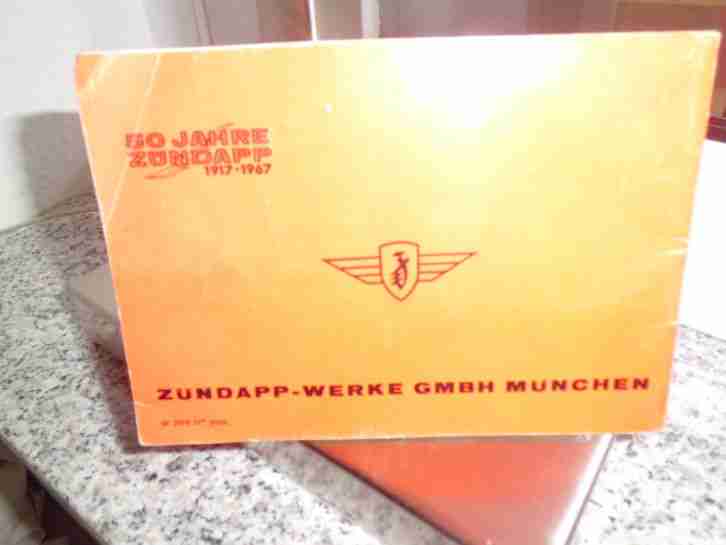 50 JAHRE
ZÜNDAPP
1917-1967
ZÜNDAPP-WERKE GMBH MÜNCHEN